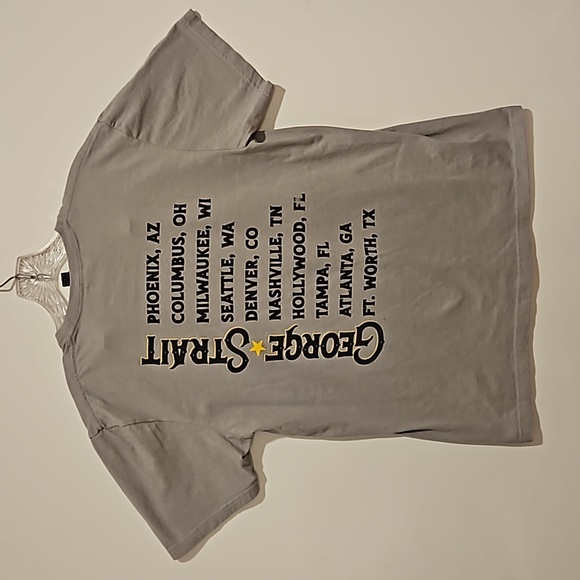 GEORGE★STRAIT
PHOENIX, AZ
COLUMBUS, OH
MILWAUKEE, WI
SEATTLE, WA
DENVER, CO
NASHVILLE, TN
HOLLYWOOD, FL
TAMPA, FL
ATLANTA, GA
FT. WORTH, TX